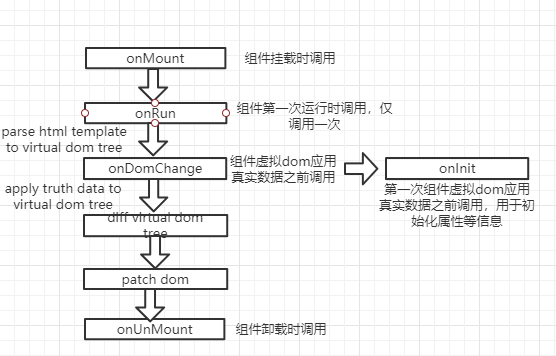 onMount
组件挂载时调用
onRun
组件第一次运行时调用，仅
调用一次
parse html template
to virtual dom tree
onDomChange
组件虚拟dom应用
真实数据之前调用
onInit
第一次组件虚拟dom应用
真实数据之前调用，用于初
始化属性等信息
apply truth data to
virtual dom tree
diff virtual dom
tree
patch dom
onUnMount
组件卸载时调用